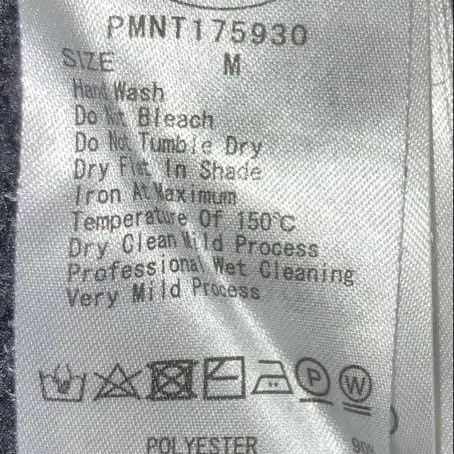 PMNT175930
SIZE M
Hand Wash
Do Not Bleach
Do Not Tumble Dry
Dry Flat In Shade
Iron At Maximum
Temperature Of 150℃
Dry Clean Mild Process
Professional Wet Cleaning
Very Mild Process
P W
POLYESTER 90%